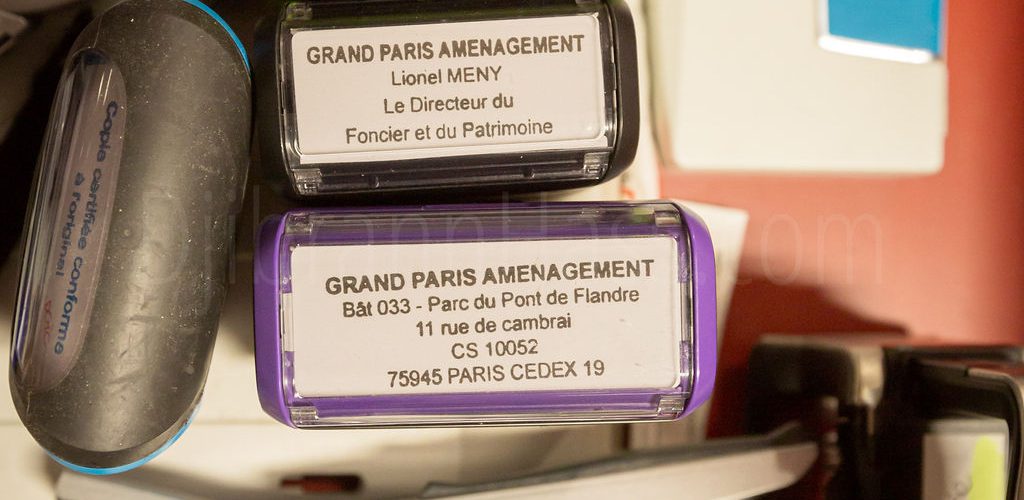 GRAND PARIS AMENAGEMENT
Lionel MENY
Le Directeur du
Foncier et du Patrimoine
Copie certifiée conforme
à l'original
GRAND PARIS AMENAGEMENT
Bât 033 - Parc du Pont de Flandre
11 rue de cambrai
CS 10052
75945 PARIS CEDEX 19